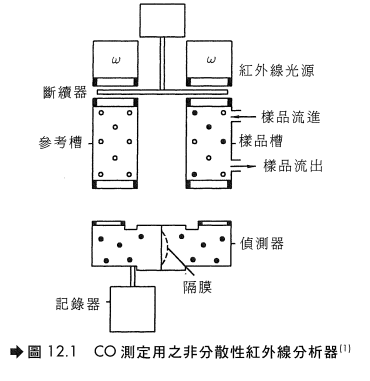 ω ω
紅外線光源
斷續器
樣品流進
參考槽
樣品槽
樣品流出
偵測器
隔膜
記錄器
➡圖 12.1 CO 測定用之非分散性紅外線分析器(1)